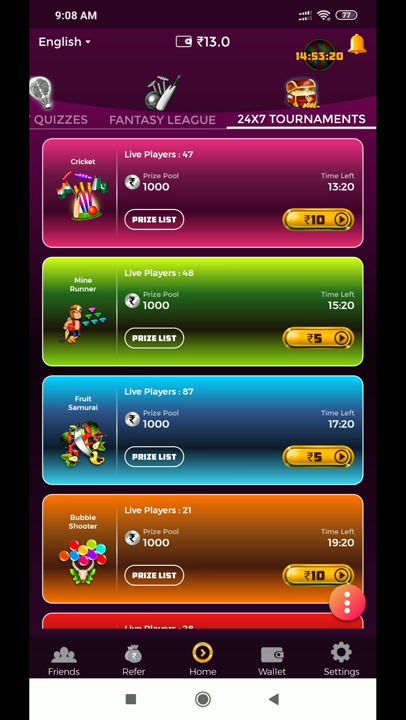 9:08 AM
77
English
₹13.0
14:53:20
QUIZZES
FANTASY LEAGUE
24X7 TOURNAMENTS
Cricket
Live Players : 47
Prize Pool
₹ 1000
Time Left
13:20
PRIZE LIST
₹10
Mine
Runner
Live Players : 48
Prize Pool
₹ 1000
Time Left
15:20
PRIZE LIST
₹5
Fruit
Samurai
Live Players : 87
Prize Pool
₹ 1000
Time Left
17:20
PRIZE LIST
₹5
Bubble
Shooter
Live Players : 21
Prize Pool
₹ 1000
Time Left
19:20
PRIZE LIST
₹10
Friends
Refer
Home
Wallet
Settings